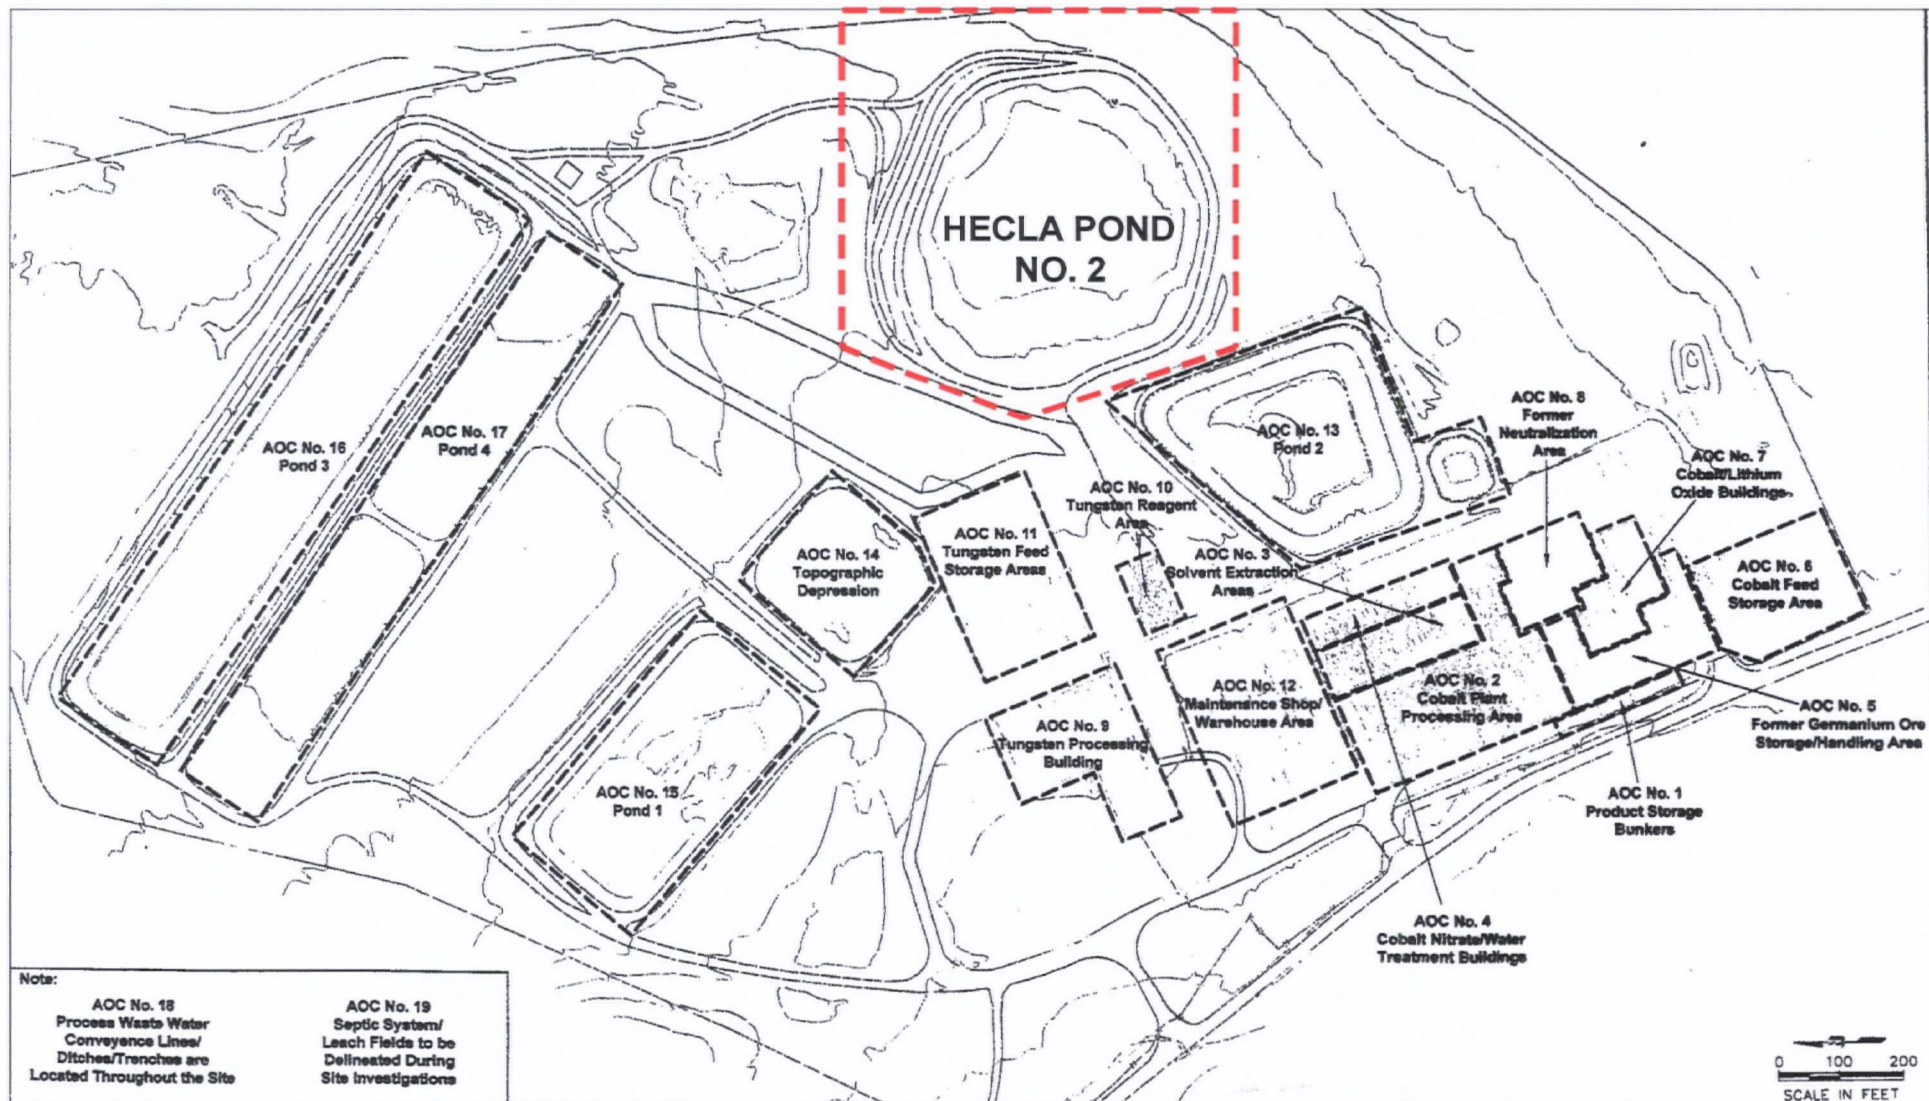 HECLA POND
NO. 2
AOC No. 16
Pond 3
AOC No. 17
Pond 4
AOC No. 13
Pond 2
AOC No. 8
Former
Neutralization
Area
AOC No. 7
Cobalt/Lithium
Oxide Buildings
AOC No. 10
Tungsten Reagent
Area
AOC No. 11
Tungsten Feed
Storage Areas
AOC No. 3
Solvent Extraction
Areas
AOC No. 14
Topographic
Depression
AOC No. 6
Cobalt Feed
Storage Area
AOC No. 2
Cobalt Plant
Processing Area
AOC No. 12
Maintenance Shop/
Warehouse Area
AOC No. 9
Tungsten Processing
Building
AOC No. 5
Former Germanium Ore
Storage/Handling Area
AOC No. 15
Pond 1
AOC No. 1
Product Storage
Bunkers
AOC No. 4
Cobalt Nitrate/Water
Treatment Buildings
Note:
AOC No. 18
Process Waste Water
Conveyence Lines/
Ditches/Trenches are
Located Throughout the Site
AOC No. 19
Septic System/
Leach Fields to be
Delineated During
Site Investigations
0 100 200
SCALE IN FEET